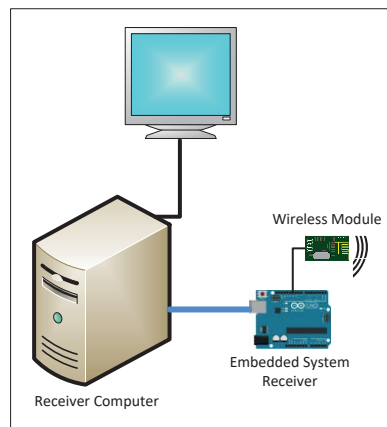 Wireless Module
Embedded System
Receiver
Receiver Computer